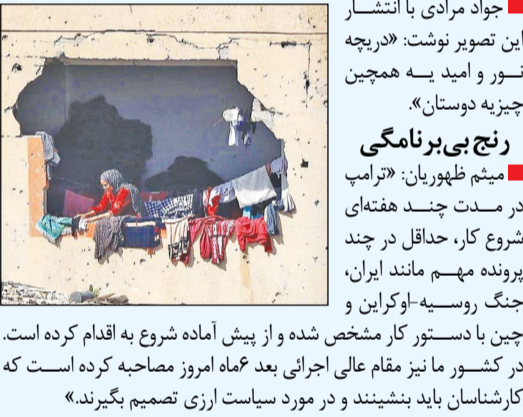 جواد مرادی با انتشار
این تصویر نوشت: «دریچه
نور و امید یه همچین
چیزیه دوستان».
رنج بی‌برنامگی
میثم ظهوریان: «ترامپ
در مدت چند هفته‌ای
شروع کار، حداقل در چند
پرونده مهم مانند ایران،
جنگ روسیه-اوکراین و
چین با دستور کار مشخص شده و از پیش آماده شروع به اقدام کرده است.
در کشور ما نیز مقام عالی اجرائی بعد ۶ماه امروز مصاحبه کرده است که
کارشناسان باید بنشینند و در مورد سیاست ارزی تصمیم بگیرند.»